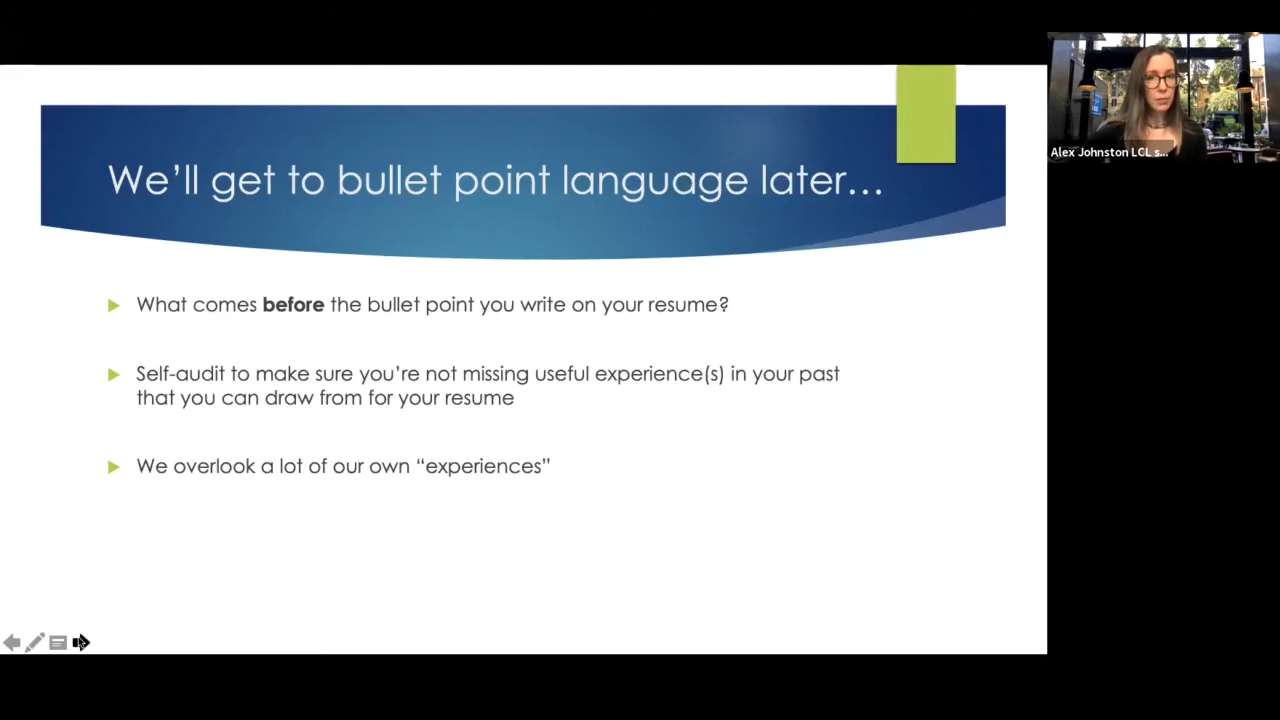 We’ll get to bullet point language later…
What comes before the bullet point you write on your resume?
Self-audit to make sure you’re not missing useful experience(s) in your past
that you can draw from for your resume
We overlook a lot of our own “experiences”
Alex Johnston LCL s...